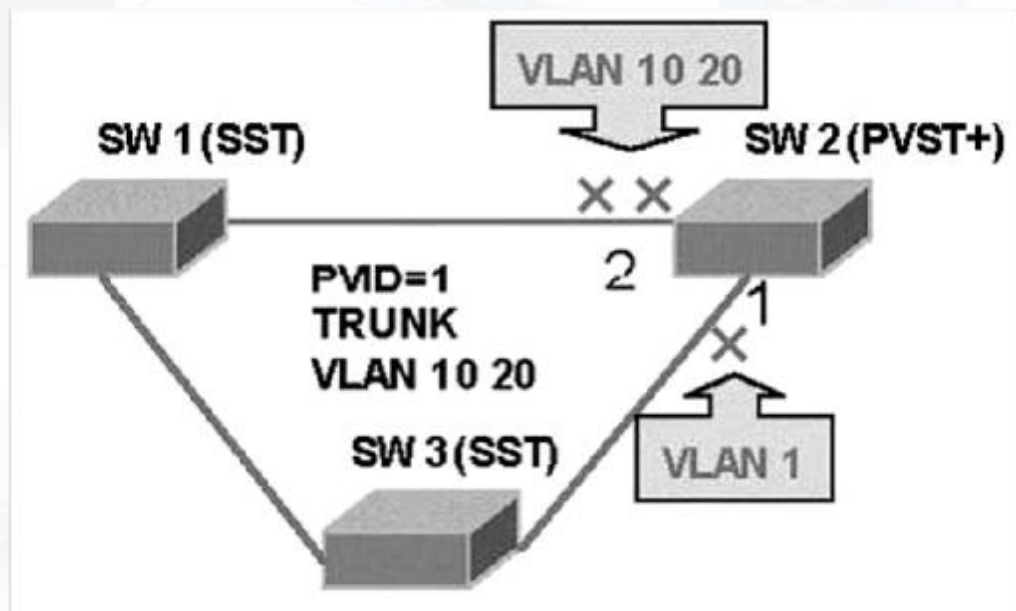 VLAN 10 20
SW 1 (SST)
SW 2 (PVST+)
2
PVID=1
1
TRUNK
VLAN 10 20
SW 3 (SST)
VLAN 1